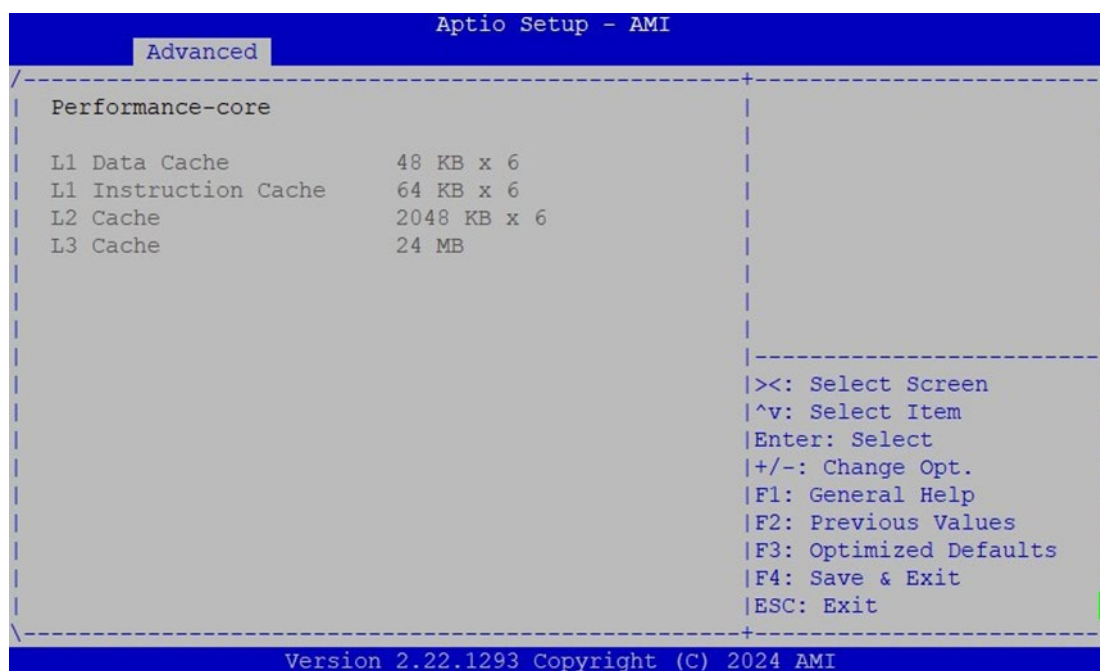 Aptio Setup - AMI
Advanced
Performance-core
L1 Data Cache 48 KB x 6
L1 Instruction Cache 64 KB x 6
L2 Cache 2048 KB x 6
L3 Cache 24 MB
><: Select Screen
^v: Select Item
Enter: Select
+/-: Change Opt.
F1: General Help
F2: Previous Values
F3: Optimized Defaults
F4: Save & Exit
ESC: Exit
Version 2.22.1293 Copyright (C) 2024 AMI